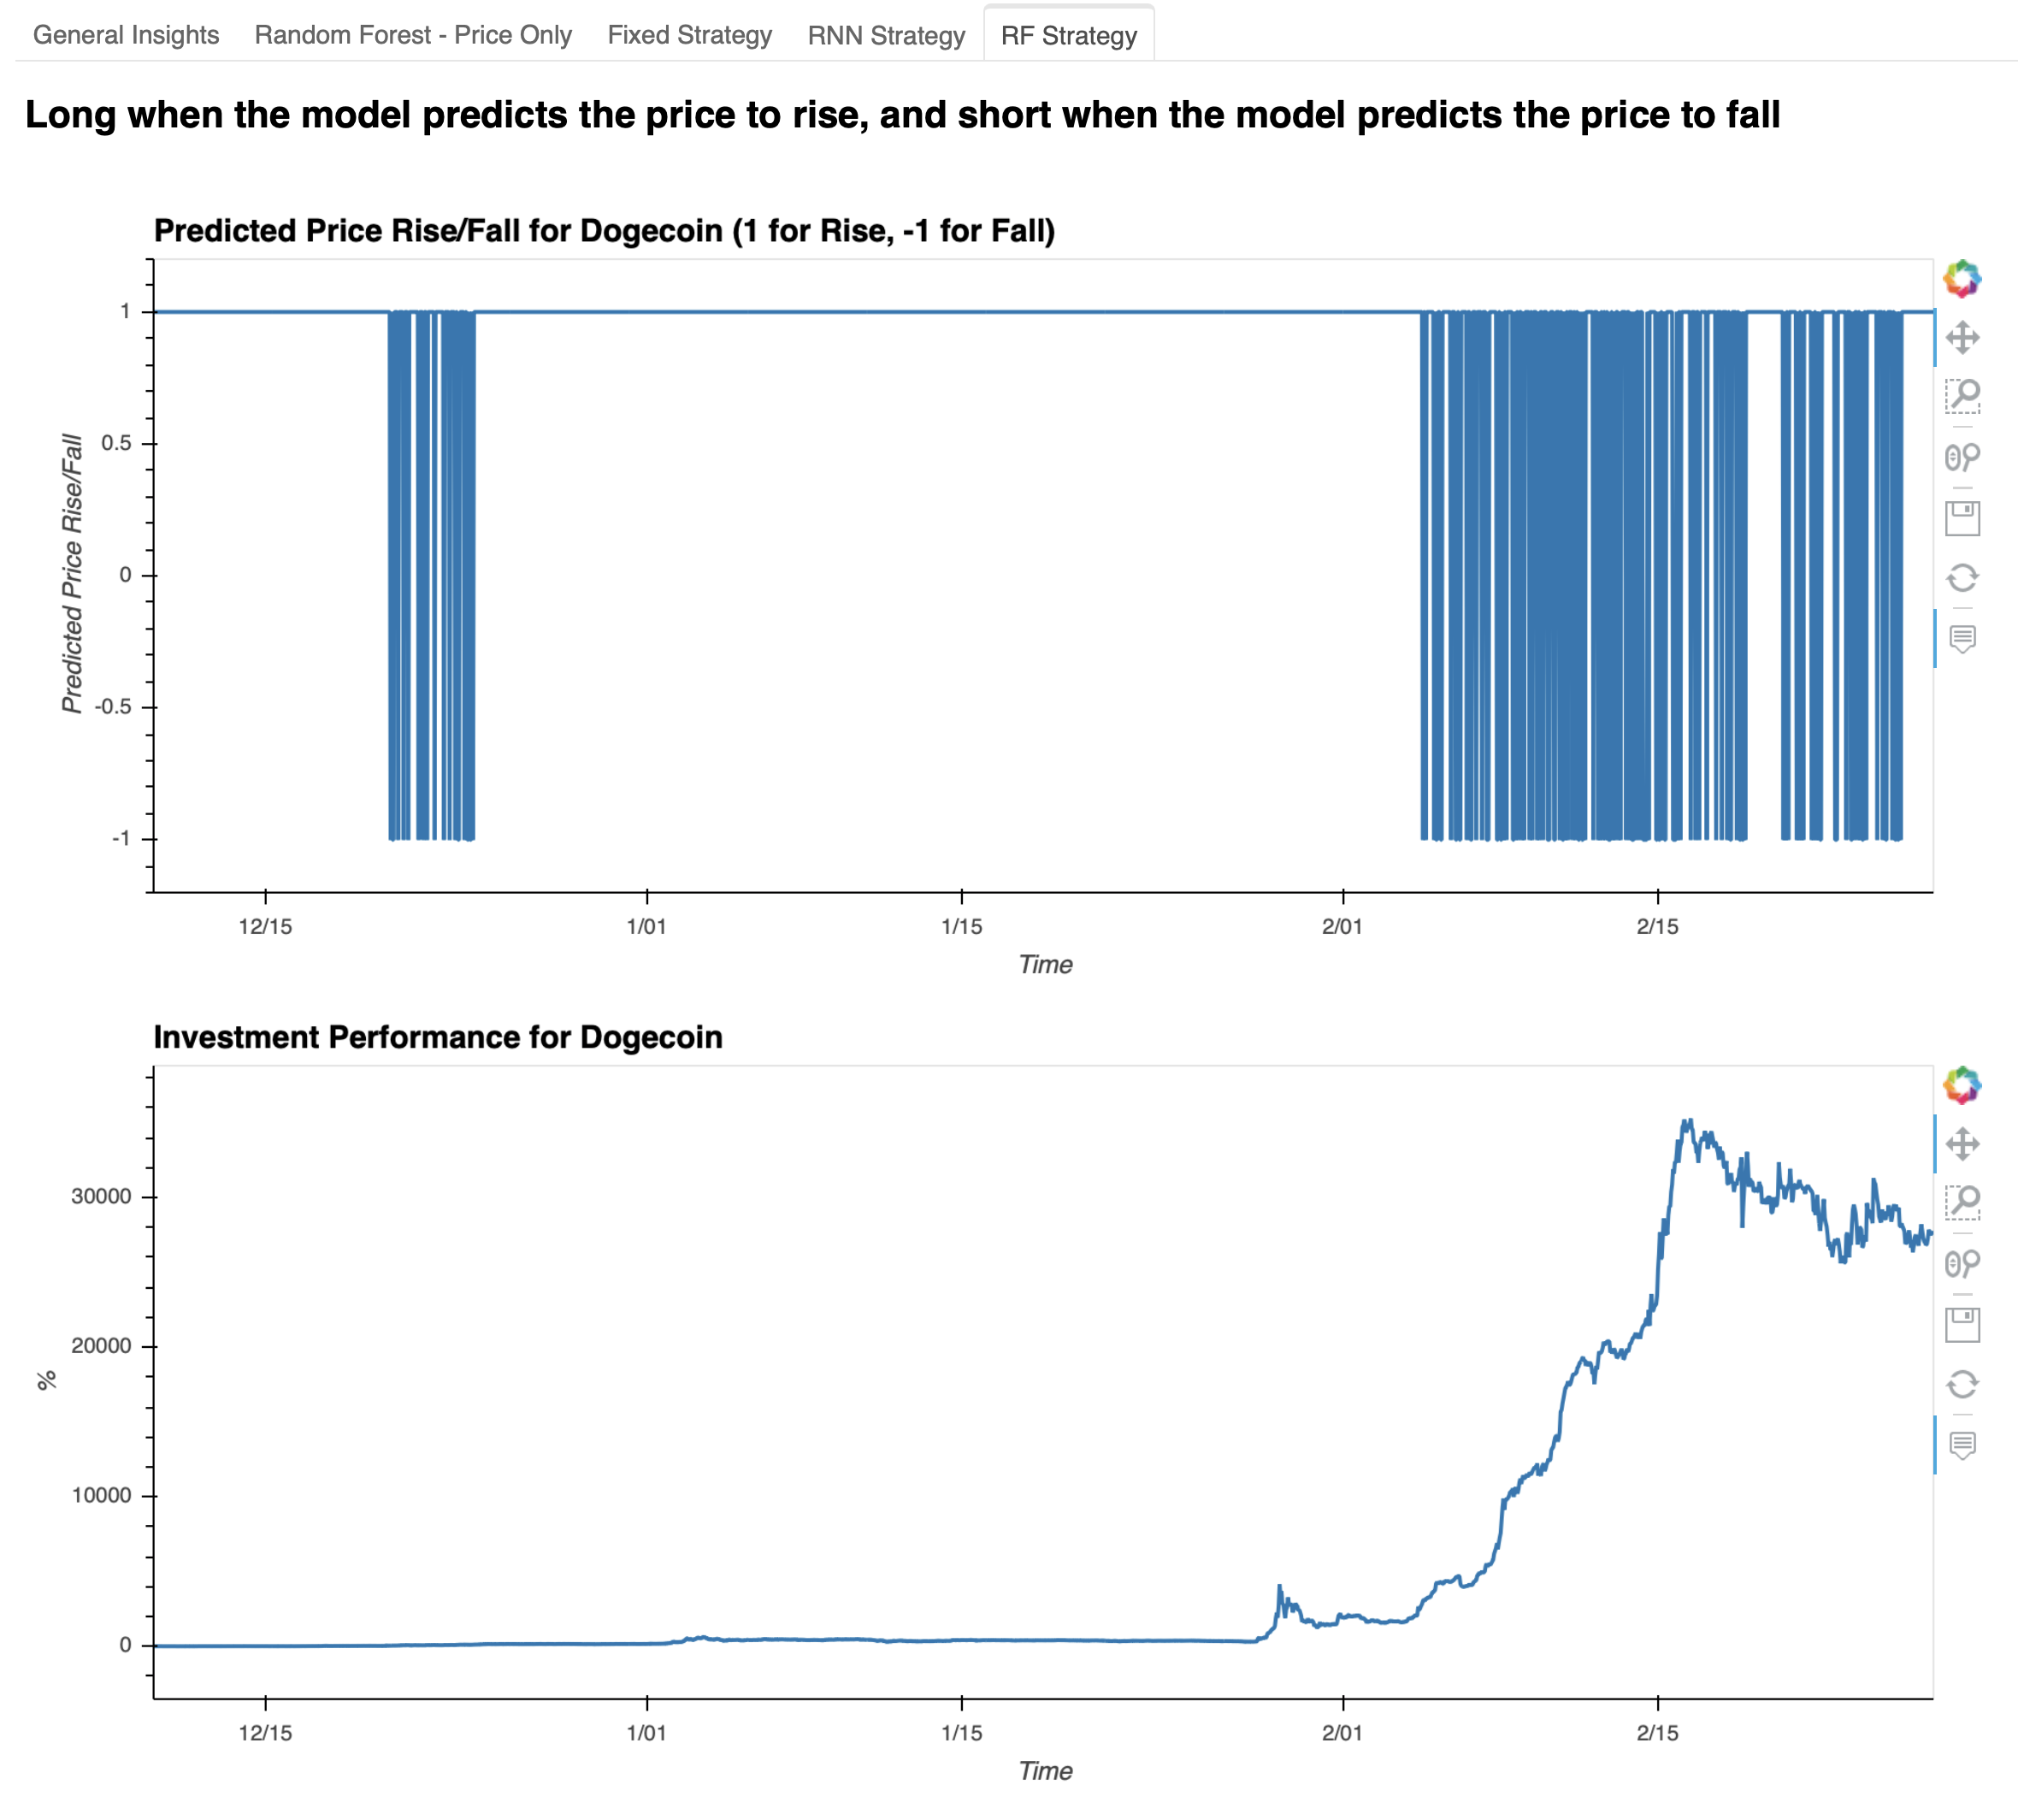 General Insights Random Forest - Price Only Fixed Strategy RNN Strategy RF Strategy
Long when the model predicts the price to rise, and short when the model predicts the price to fall
Predicted Price Rise/Fall for Dogecoin (1 for Rise, -1 for Fall)
Predicted Price Rise/Fall
1
0.5
0
-0.5
-1
12/15 1/01 1/15 2/01 2/15
Time
Investment Performance for Dogecoin
%
30000
20000
10000
0
12/15 1/01 1/15 2/01 2/15
Time